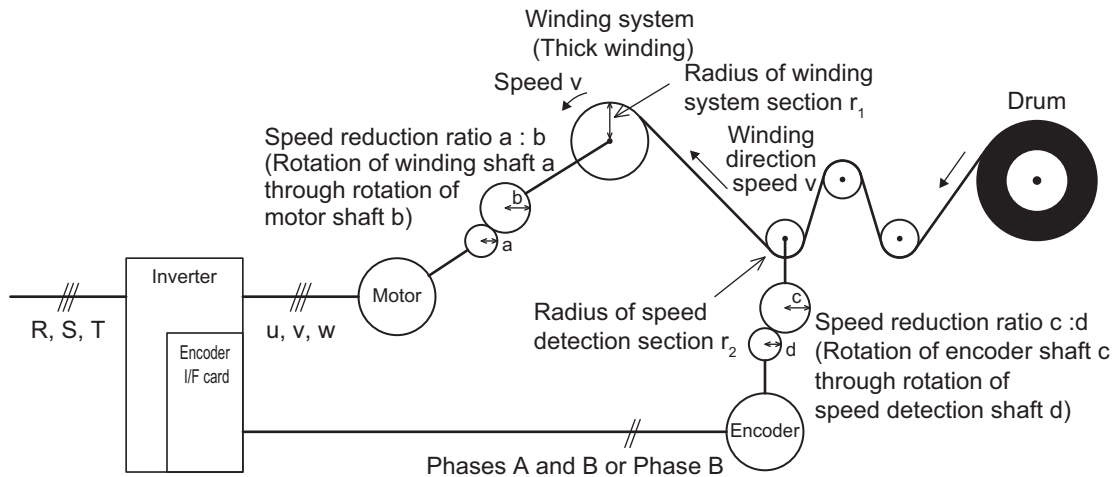 Winding system
(Thick winding)
Speed v
Radius of winding
system section r₁
Drum
Speed reduction ratio a : b
(Rotation of winding shaft a
through rotation of
motor shaft b)
Winding
direction
speed v
b
a
Inverter
Motor
R, S, T
u, v, w
Encoder
I/F card
Radius of speed
detection section r₂
c
d
Speed reduction ratio c :d
(Rotation of encoder shaft c
through rotation of
speed detection shaft d)
Encoder
Phases A and B or Phase B